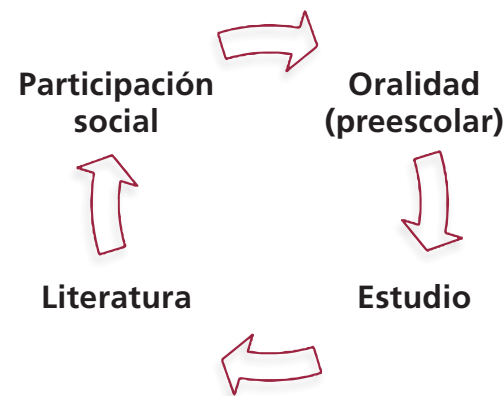 Participación
social
Oralidad
(preescolar)
Literatura
Estudio